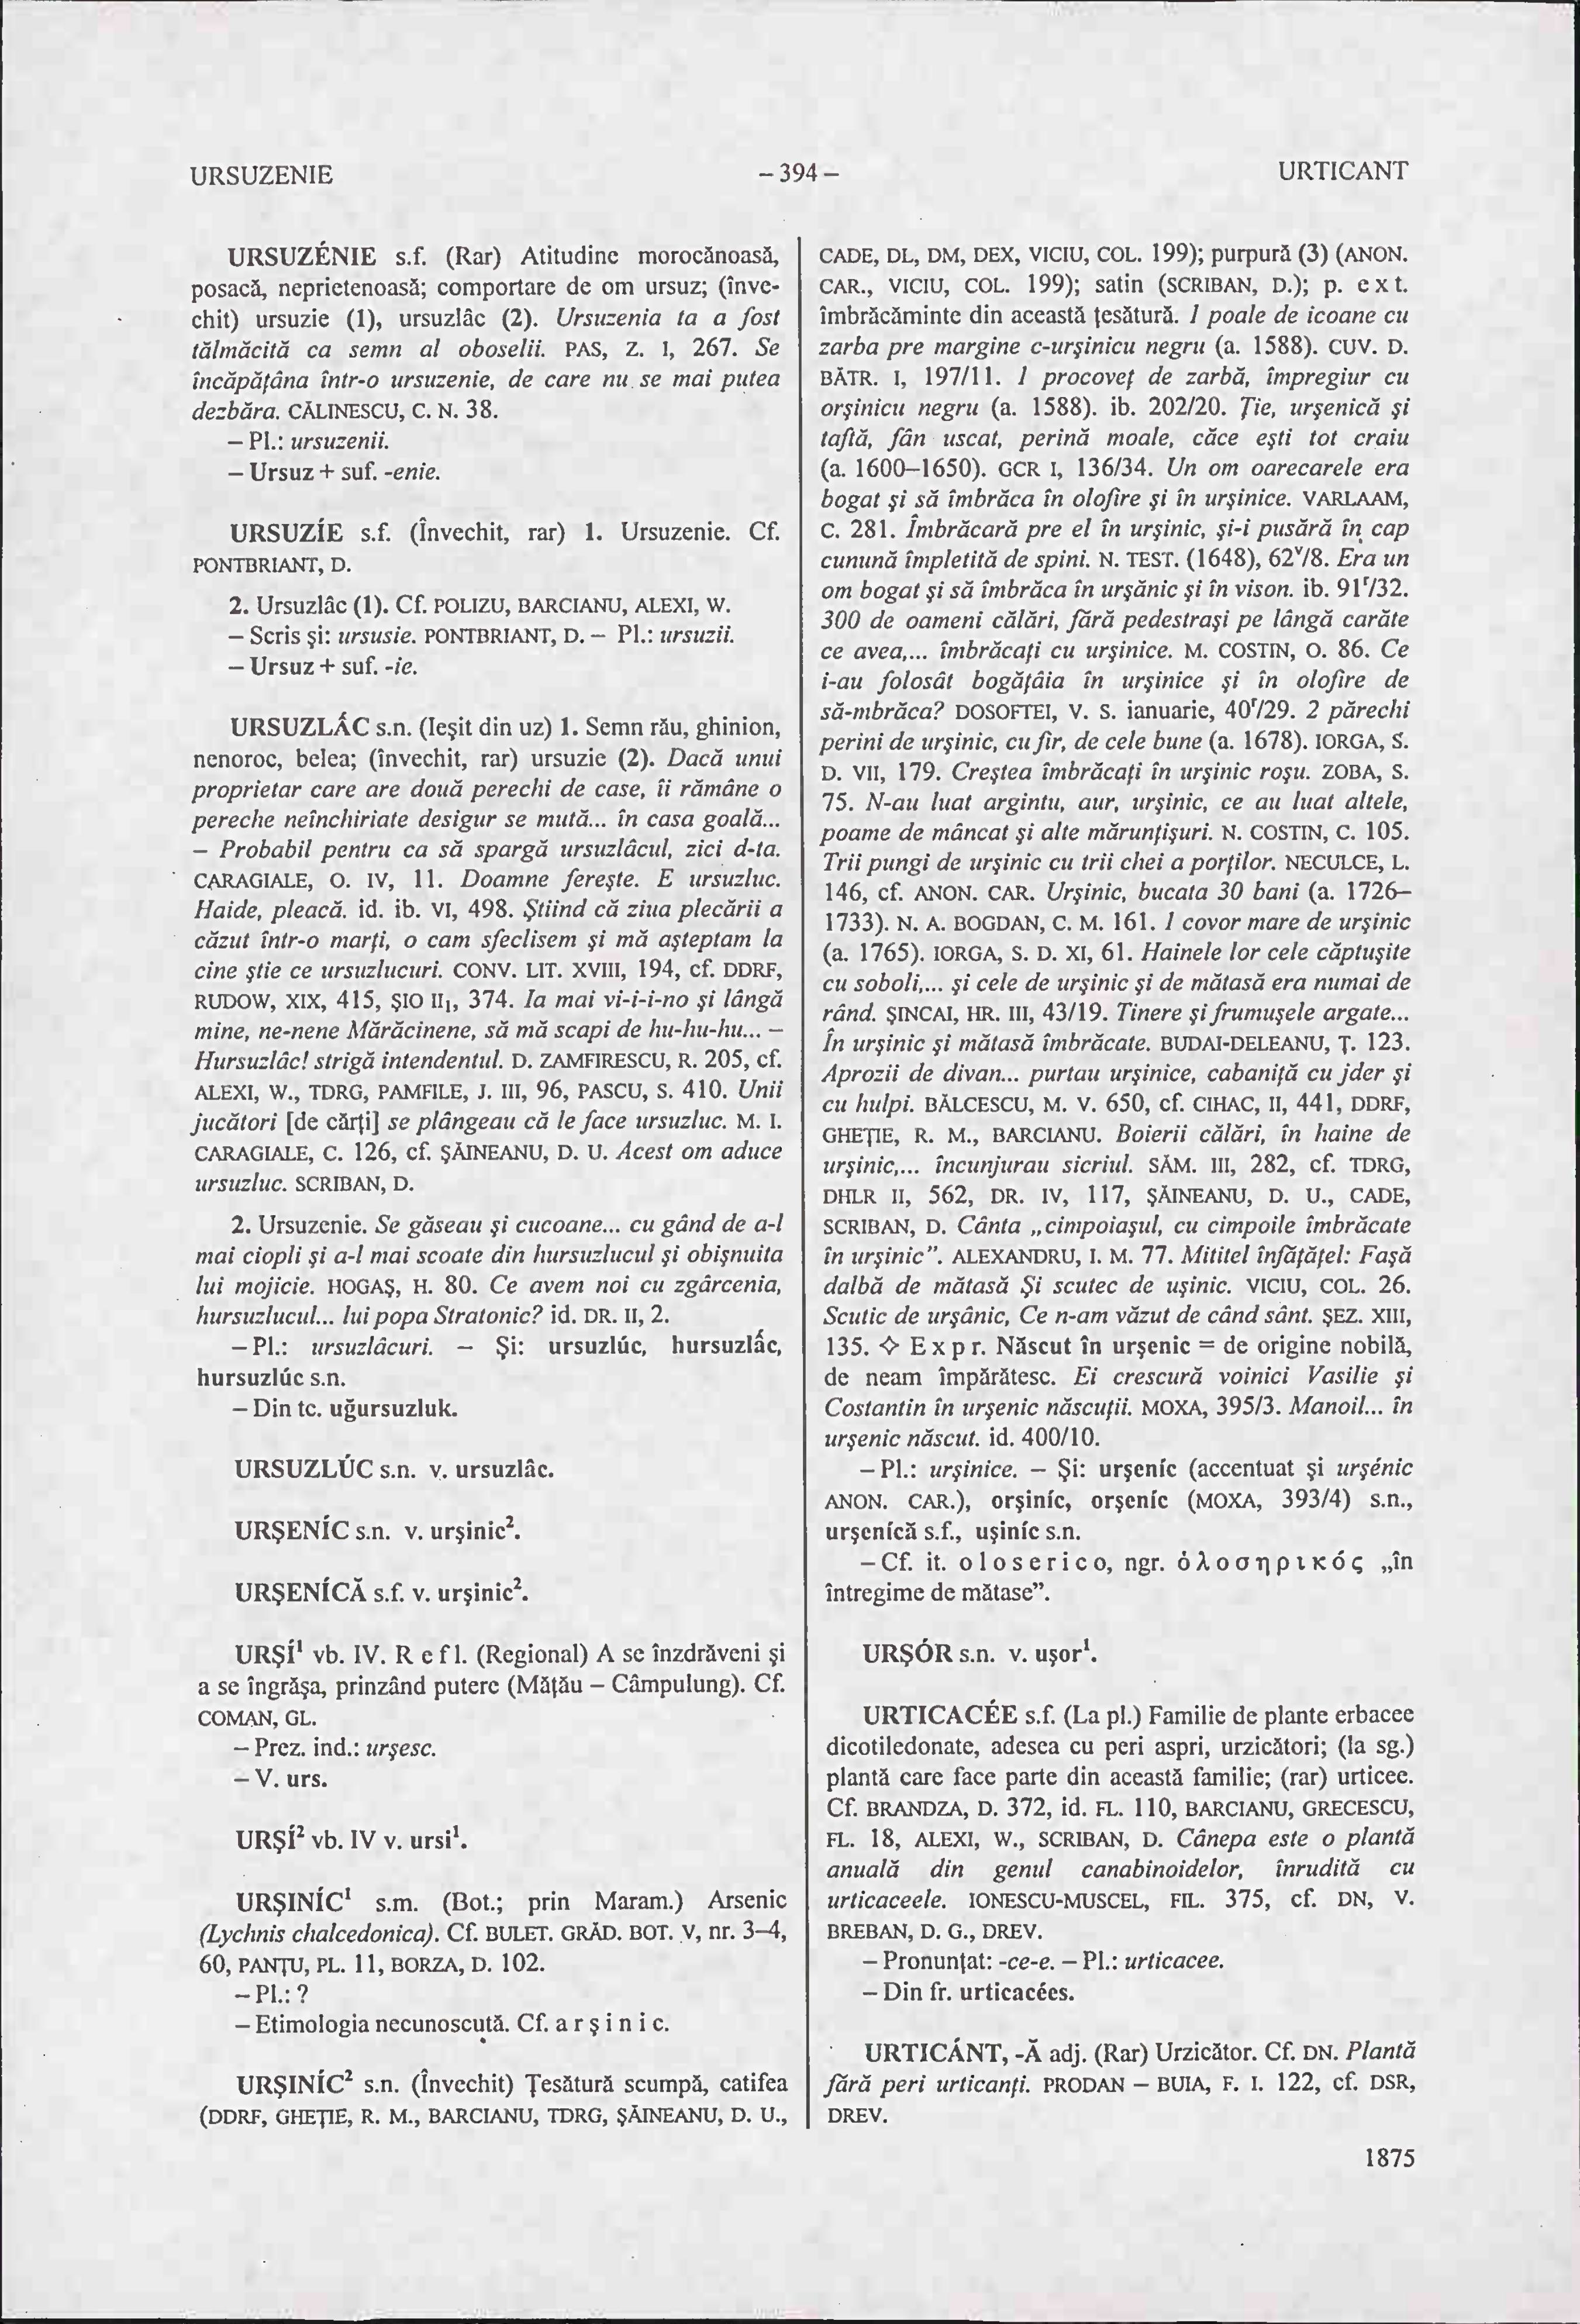 URSUZENIE
– 394 –
URTICANT
URSUZÉNIE s.f. (Rar) Atitudine morocănoasă,
posacă, neprietenoasă; comportare de om ursuz; (înve-
chit) ursuzie (1), ursuzlâc (2). Ursuzenia ta a fost
tălmăcită ca semn al oboselii. PAS, Z. I, 267. Se
încăpăţâna într-o ursuzenie, de care nu se mai putea
dezbăra. CĂLINESCU, C. N. 38.
– Pl.: ursuzenii.
– Ursuz + suf. -enie.
URSUZÍE s.f. (Învechit, rar) 1. Ursuzenie. Cf.
PONTBRIANT, D.
2. Ursuzlâc (1). Cf. POLIZU, BARCIANU, ALEXI, W.
– Scris şi: ursusie. PONTBRIANT, D. – Pl.: ursuzii.
– Ursuz + suf. -ie.
URSUZLẤC s.n. (Ieşit din uz) 1. Semn rău, ghinion,
nenoroc, belea; (învechit, rar) ursuzie (2). Dacă unui
proprietar care are două perechi de case, îi rămâne o
pereche neînchiriate desigur se mută... în casa goală...
– Probabil pentru ca să spargă ursuzlâcul, zici d-ta.
CARAGIALE, O. IV, 11. Doamne fereşte. E ursuzluc.
Haide, pleacă. id. ib. VI, 498. Ştiind că ziua plecării a
căzut într-o marţi, o cam sfeclisem şi mă aşteptam la
cine ştie ce ursuzlucuri. CONV. LIT. XVIII, 194, cf. DDRF,
RUDOW, XIX, 415, ŞIO II₁, 374. Ia mai vi-i-i-no şi lângă
mine, ne-nene Mărăcinene, să mă scapi de hu-hu-hu... –
Hursuzlâc! strigă intendentul. D. ZAMFIRESCU, R. 205, cf.
ALEXI, W., TDRG, PAMFILE, J. III, 96, PASCU, S. 410. Unii
jucători [de cărţi] se plângeau că le face ursuzluc. M. I.
CARAGIALE, C. 126, cf. ŞĂINEANU, D. U. Acest om aduce
ursuzluc. SCRIBAN, D.
2. Ursuzenie. Se găseau şi cucoane... cu gând de a-l
mai ciopli şi a-l mai scoate din hursuzlucul şi obişnuita
lui mojicie. HOGAŞ, H. 80. Ce avem noi cu zgârcenia,
hursuzlucul... lui popa Stratonic? id. DR. II, 2.
– Pl.: ursuzlâcuri. – Şi: ursuzlúc, hursuzlấc,
hursuzlúc s.n.
– Din tc. uğursuzluk.
URSUZLÚC s.n. v. ursuzlâc.
URŞENÍC s.n. v. urşinic².
URŞENÍCĂ s.f. v. urşinic².
URŞÍ¹ vb. IV. Refl. (Regional) A se înzdrăveni şi
a se îngrăşa, prinzând putere (Măţău – Câmpulung). Cf.
COMAN, GL.
– Prez. ind.: urşesc.
– V. urs.
URŞÍ² vb. IV v. ursi¹.
URŞINÍC¹ s.m. (Bot.; prin Maram.) Arsenic
(Lychnis chalcedonica). Cf. BULET. GRĂD. BOT. V, nr. 3–4,
60, PANŢU, PL. 11, BORZA, D. 102.
– Pl.: ?
– Etimologia necunoscută. Cf. arşinic.
URŞINÍC² s.n. (Învechit) Ţesătură scumpă, catifea
(DDRF, GHEŢIE, R. M., BARCIANU, TDRG, ŞĂINEANU, D. U.,
CADE, DL, DM, DEX, VICIU, COL. 199); purpură (3) (ANON.
CAR., VICIU, COL. 199); satin (SCRIBAN, D.); p. ext.
îmbrăcăminte din această ţesătură. 1 poale de icoane cu
zarba pre margine c-urşinicu negru (a. 1588). CUV. D.
BĂTR. I, 197/11. 1 procoveţ de zarbă, împregiur cu
orşinicu negru (a. 1588). ib. 202/20. Ţie, urşenică şi
taftă, fân uscat, perină moale, căce eşti tot craiu
(a. 1600–1650). GCR I, 136/34. Un om oarecarele era
bogat şi să îmbrăca în olofire şi în urşinice. VARLAAM,
C. 281. Îmbrăcară pre el în urşinic, şi-i pusără în cap
cunună împletită de spini. N. TEST. (1648), 62ᵛ/8. Era un
om bogat şi să îmbrăca în urşănic şi în vison. ib. 91ʳ/32.
300 de oameni călări, fără pedestraşi pe lângă carăte
ce avea,... îmbrăcaţi cu urşinice. M. COSTIN, O. 86. Ce
i-au folosât bogăţâia în urşinice şi în olofire de
să-mbrăca? DOSOFTEI, V. S. ianuarie, 40ʳ/29. 2 părechi
perini de urşinic, cu fir, de cele bune (a. 1678). IORGA, S.
D. VII, 179. Creştea îmbrăcaţi în urşinic roşu. ZOBA, S.
75. N-au luat argintu, aur, urşinic, ce au luat altele,
poame de mâncat şi alte mărunţişuri. N. COSTIN, C. 105.
Trii pungi de urşinic cu trii chei a porţilor. NECULCE, L.
146, cf. ANON. CAR. Urşinic, bucata 30 bani (a. 1726–
1733). N. A. BOGDAN, C. M. 161. 1 covor mare de urşinic
(a. 1765). IORGA, S. D. XI, 61. Hainele lor cele căptuşite
cu soboli,... şi cele de urşinic şi de mătasă era numai de
rând. ŞINCAI, HR. III, 43/19. Tinere şi frumuşele argate...
În urşinic şi mătasă îmbrăcate. BUDAI-DELEANU, Ţ. 123.
Aprozii de divan... purtau urşinice, cabaniţă cu jder şi
cu hulpi. BĂLCESCU, M. V. 650, cf. CIHAC, II, 441, DDRF,
GHEŢIE, R. M., BARCIANU. Boierii călări, în haine de
urşinic,... încunjurau sicriul. SĂM. III, 282, cf. TDRG,
DHLR II, 562, DR. IV, 117, ŞĂINEANU, D. U., CADE,
SCRIBAN, D. Cânta „cimpoiaşul, cu cimpoile îmbrăcate
în urşinic”. ALEXANDRU, I. M. 77. Mititel înfăţăţel: Faşă
dalbă de mătasă Şi scutec de uşinic. VICIU, COL. 26.
Scutic de urşânic, Ce n-am văzut de când sânt. ŞEZ. XIII,
135. ◇ Expr. Născut în urşenic = de origine nobilă,
de neam împărătesc. Ei crescură voinici Vasilie şi
Costantin în urşenic născuţii. MOXA, 395/3. Manoil... în
urşenic născut. id. 400/10.
– Pl.: urşinice. – Şi: urşeníc (accentuat şi urşénic
ANON. CAR.), orşiníc, orşeníc (MOXA, 393/4) s.n.,
urşenícă s.f., uşiníc s.n.
– Cf. it. oloserico, ngr. ὁλοσηρικός „în
întregime de mătase”.
URŞÓR s.n. v. uşor¹.
URTICACÉE s.f. (La pl.) Familie de plante erbacee
dicotiledonate, adesea cu peri aspri, urzicători; (la sg.)
plantă care face parte din această familie; (rar) urticee.
Cf. BRANDZA, D. 372, id. FL. 110, BARCIANU, GRECESCU,
FL. 18, ALEXI, W., SCRIBAN, D. Cânepa este o plantă
anuală din genul canabinoidelor, înrudită cu
urticaceele. IONESCU-MUSCEL, FIL. 375, cf. DN, V.
BREBAN, D. G., DREV.
– Pronunţat: -ce-e. – Pl.: urticacee.
– Din fr. urticacées.
URTICÁNT, -Ă adj. (Rar) Urzicător. Cf. DN. Plantă
fără peri urticanţi. PRODAN – BUIA, F. I. 122, cf. DSR,
DREV.
1875